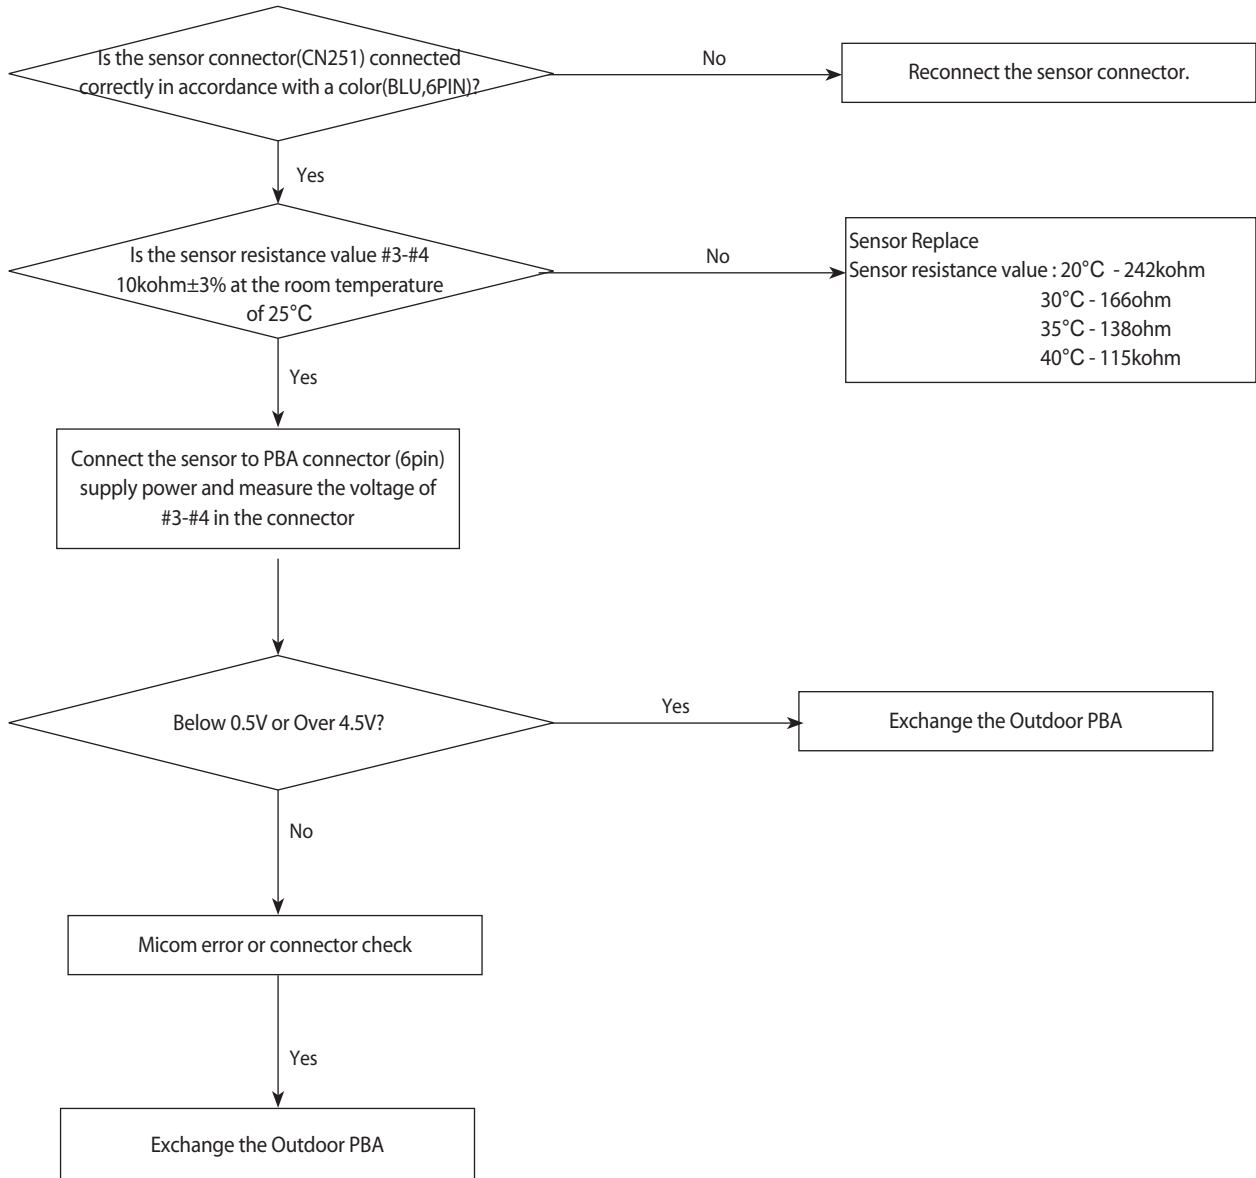 Is the sensor connector(CN251) connected
correctly in accordance with a color(BLU,6PIN)?
No
Reconnect the sensor connector.
Yes
Is the sensor resistance value #3-#4
10kohm±3% at the room temperature
of 25°C
No
Sensor Replace
Sensor resistance value : 20°C - 242kohm
30°C - 166ohm
35°C - 138ohm
40°C - 115kohm
Yes
Connect the sensor to PBA connector (6pin)
supply power and measure the voltage of
#3-#4 in the connector
Below 0.5V or Over 4.5V?
Yes
Exchange the Outdoor PBA
No
Micom error or connector check
Yes
Exchange the Outdoor PBA